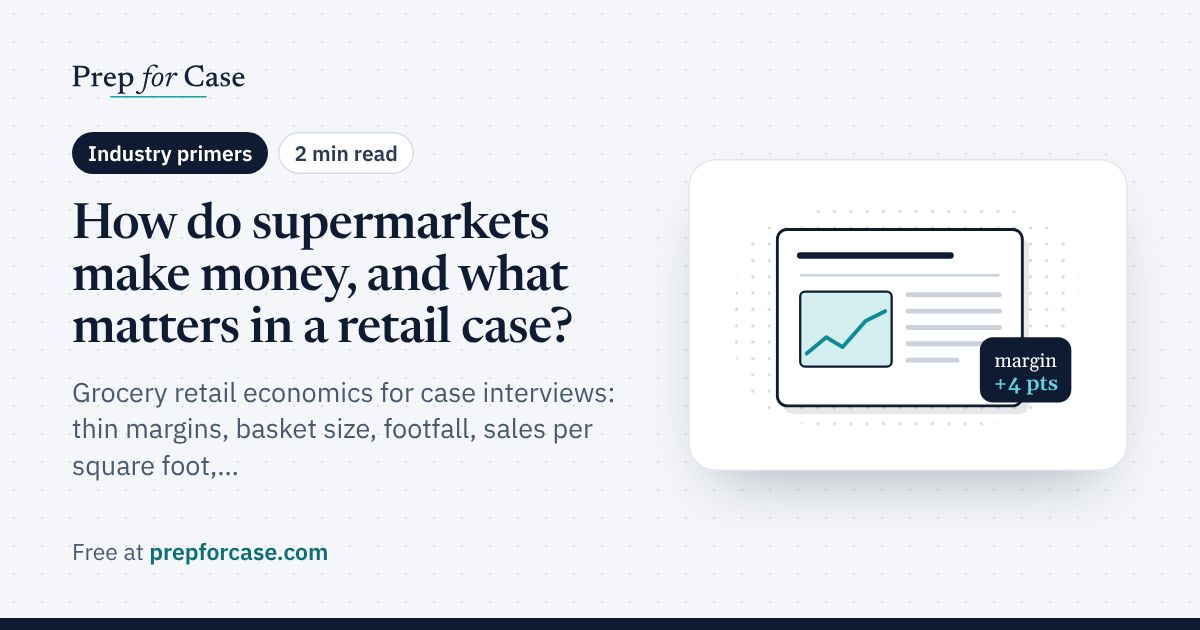 Prep for Case
Industry primers
2 min read
How do supermarkets
make money, and what
matters in a retail case?
Grocery retail economics for case interviews:
thin margins, basket size, footfall, sales per
square foot,...
margin
+4 pts
Free at prepforcase.com